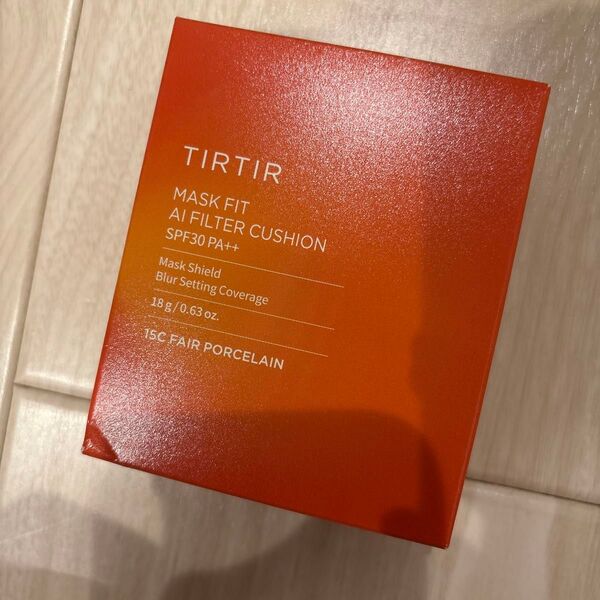 TIRTIR
MASK FIT
AI FILTER CUSHION
SPF30 PA++
Mask Shield
Blur Setting Coverage
18 g / 0.63 oz.
15C FAIR PORCELAIN